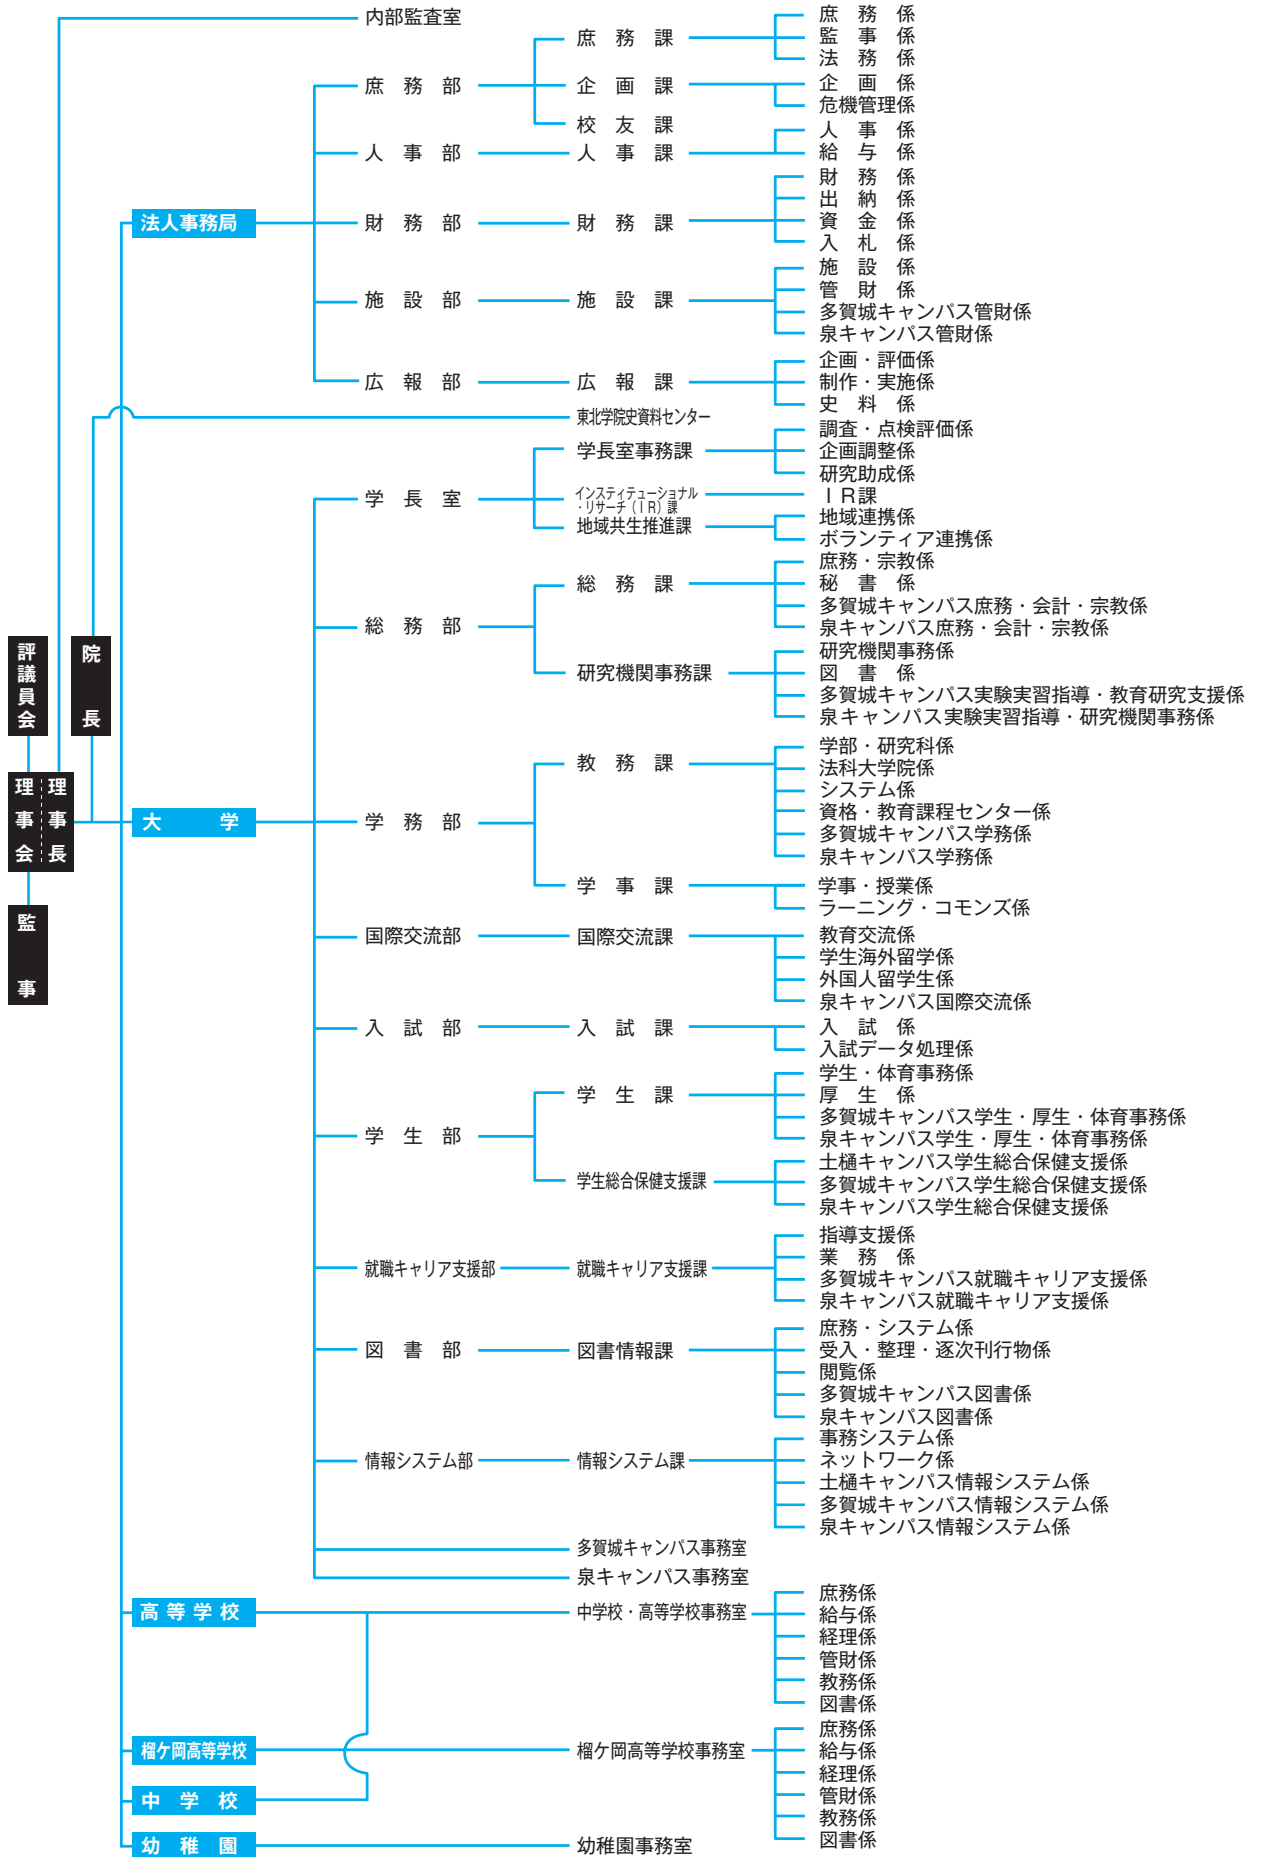 内部監査室
庶務部
庶務課
庶務係
監事係
法務係
企画課
企画係
危機管理係
校友課
人事部
人事課
人事係
給与係
法人事務局
財務部
財務課
財務係
出納係
資金係
入札係
施設部
施設課
施設係
管財係
多賀城キャンパス管財係
泉キャンパス管財係
広報部
広報課
企画・評価係
制作・実施係
史料係
東北学院史資料センター
学長室
学長室事務課
調査・点検評価係
企画調整係
研究助成係
インスティテューショナル
・リサーチ（ＩＲ）課
ＩＲ課
地域共生推進課
地域連携係
ボランティア連携係
総務部
総務課
庶務・宗教係
秘書係
多賀城キャンパス庶務・会計・宗教係
泉キャンパス庶務・会計・宗教係
研究機関事務課
研究機関事務係
図書係
多賀城キャンパス実験実習指導・教育研究支援係
泉キャンパス実験実習指導・研究機関事務係
評議員会
院長
理事会
理事長
監事
大学
学務部
教務課
学部・研究科係
法科大学院係
システム係
資格・教育課程センター係
多賀城キャンパス学務係
泉キャンパス学務係
学事課
学事・授業係
ラーニング・コモンズ係
国際交流部
国際交流課
教育交流係
学生海外留学係
外国人留学生係
泉キャンパス国際交流係
入試部
入試課
入試係
入試データ処理係
学生部
学生課
学生・体育事務係
厚生係
多賀城キャンパス学生・厚生・体育事務係
泉キャンパス学生・厚生・体育事務係
学生総合保健支援課
土樋キャンパス学生総合保健支援係
多賀城キャンパス学生総合保健支援係
泉キャンパス学生総合保健支援係
就職キャリア支援部
就職キャリア支援課
指導支援係
業務係
多賀城キャンパス就職キャリア支援係
泉キャンパス就職キャリア支援係
図書部
図書情報課
庶務・システム係
受入・整理・逐次刊行物係
閲覧係
多賀城キャンパス図書係
泉キャンパス図書係
情報システム部
情報システム課
事務システム係
ネットワーク係
土樋キャンパス情報システム係
多賀城キャンパス情報システム係
泉キャンパス情報システム係
多賀城キャンパス事務室
泉キャンパス事務室
高等学校
中学校・高等学校事務室
庶務係
給与係
経理係
管財係
教務係
図書係
榴ケ岡高等学校
榴ケ岡高等学校事務室
庶務係
給与係
経理係
管財係
教務係
図書係
中学校
幼稚園
幼稚園事務室